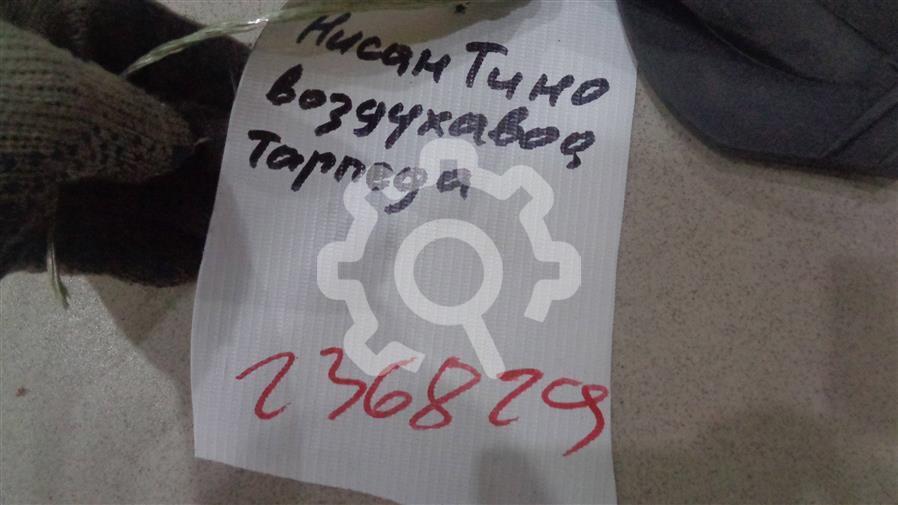 Нисан Тино
воздухавод
Тарпеда
236829